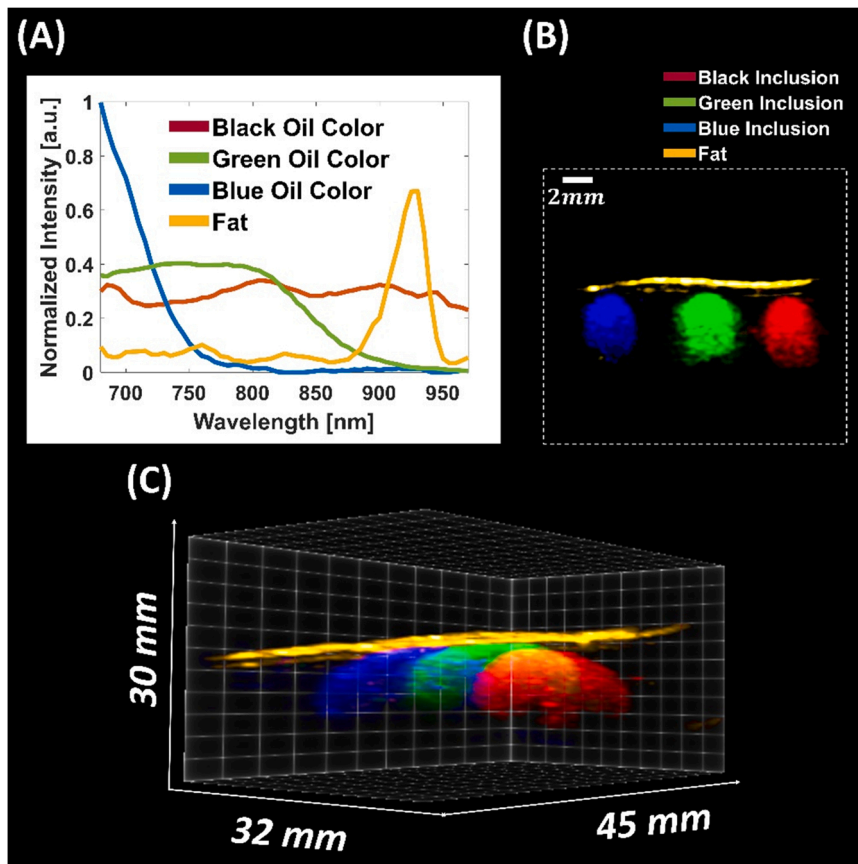 (A)
Normalized Intensity [a.u.]
1
0.8
0.6
0.4
0.2
0
Black Oil Color
Green Oil Color
Blue Oil Color
Fat
700 750 800 850 900 950
Wavelength [nm]
(B)
Black Inclusion
Green Inclusion
Blue Inclusion
Fat
2mm
(C)
30 mm
32 mm
45 mm